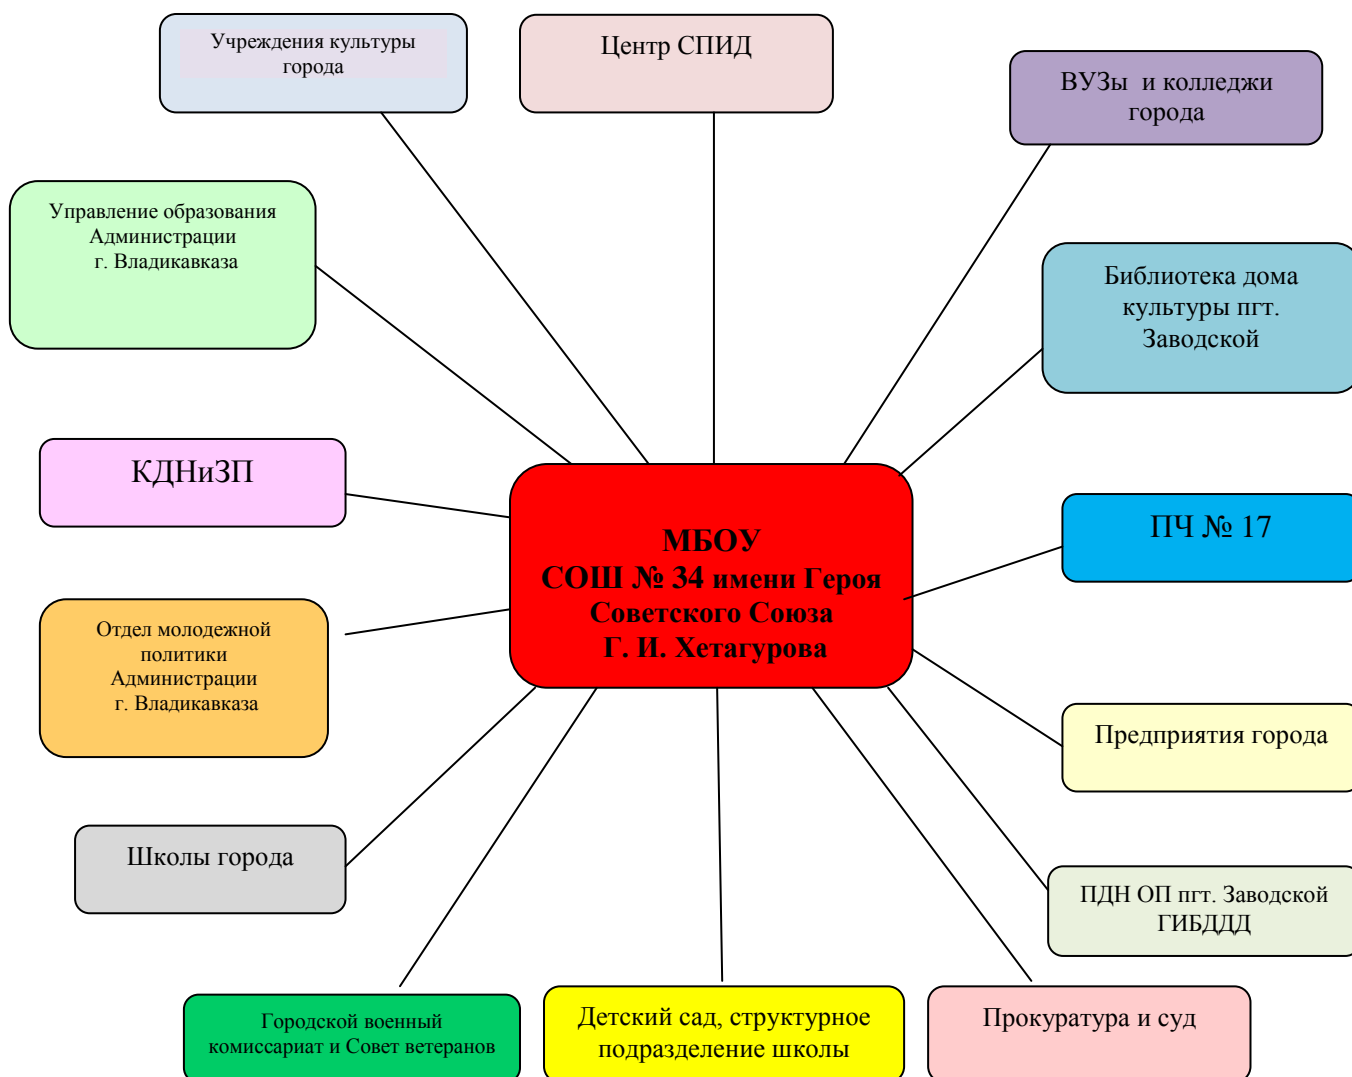 Учреждения культуры
города
Центр СПИД
ВУЗы и колледжи
города
Управление образования
Администрации
г. Владикавказа
Библиотека дома
культуры пгт.
Заводской
КДНиЗП
МБОУ
СОШ № 34 имени Героя
Советского Союза
Г. И. Хетагурова
ПЧ № 17
Отдел молодежной
политики
Администрации
г. Владикавказа
Предприятия города
Школы города
ПДН ОП пгт. Заводской
ГИБДДД
Городской военный
комиссариат и Совет ветеранов
Детский сад, структурное
подразделение школы
Прокуратура и суд